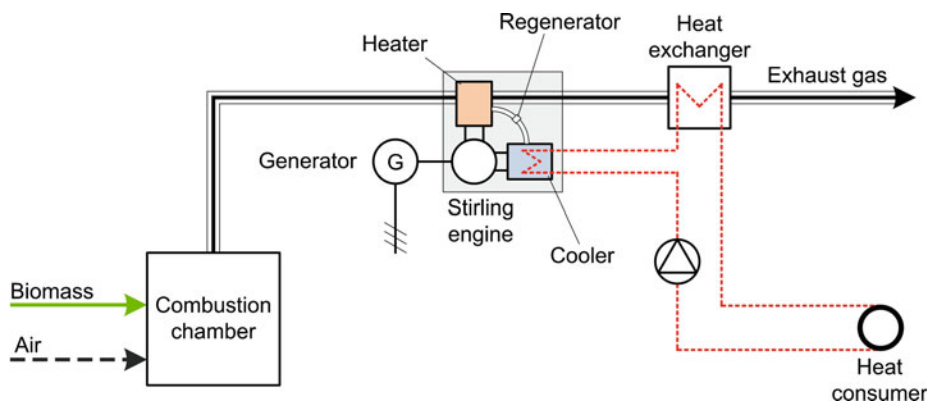 Regenerator
Heater
Heat
exchanger
Exhaust gas
Generator
G
Stirling
engine
Cooler
Biomass
Combustion
chamber
Air
Heat
consumer